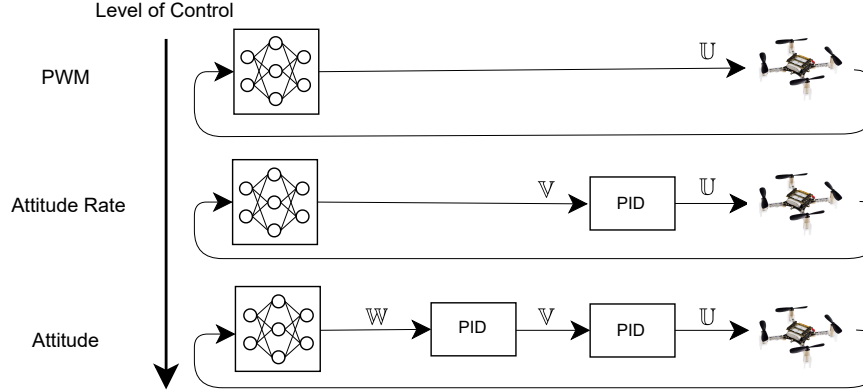 Level of Control
PWM
𝕌
Attitude Rate
𝕍
PID
𝕌
Attitude
𝕎
PID
𝕍
PID
𝕌